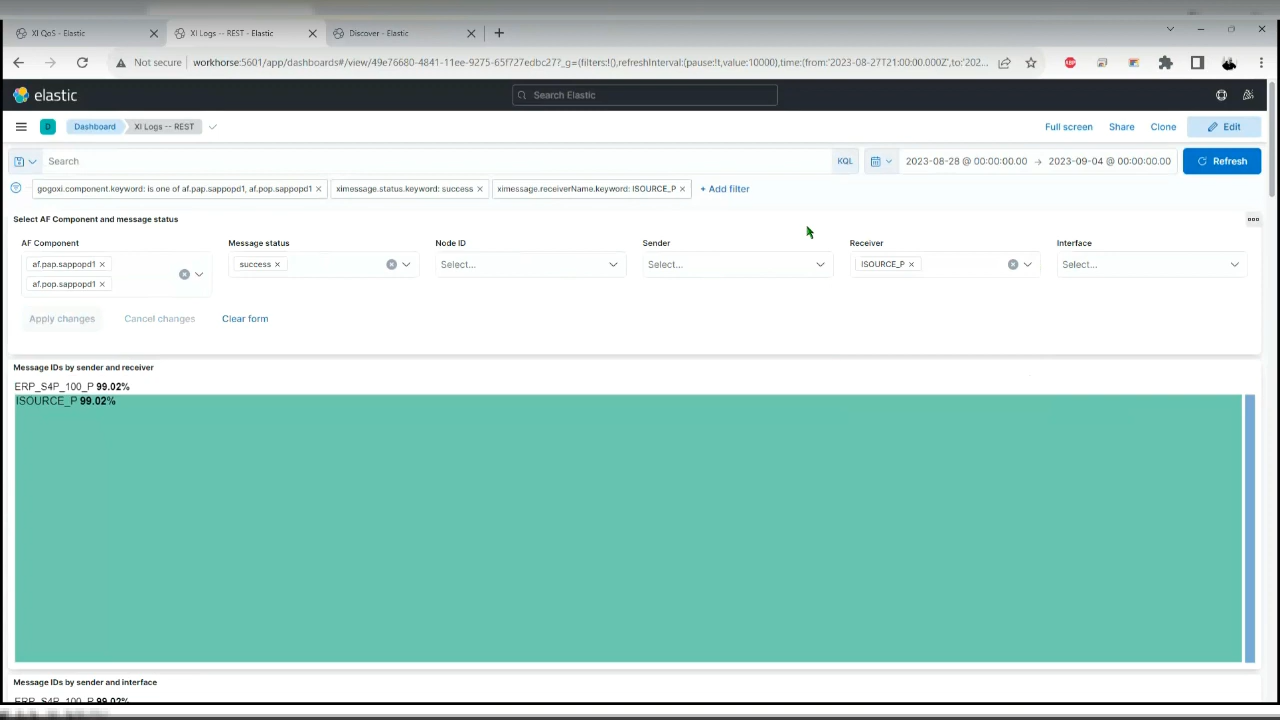 XI QoS - Elastic
XI Logs -- REST - Elastic
Discover - Elastic
Not secure
workhorse:5601/app/dashboards#/view/49e76680-4841-11ee-9275-65f727edbc27?_g=(filters:!(),refreshInterval:(pause:!t,value:10000),time:(from:'2023-08-27T21:00:00.000Z',to:'202...
ABP
elastic
Search Elastic
D
Dashboard
XI Logs -- REST
Full screen
Share
Clone
Edit
Search
KQL
2023-08-28 @ 00:00:00.00 → 2023-09-04 @ 00:00:00.00
Refresh
gogoxi.component.keyword: is one of af.pap.sappopd1, af.pop.sappopd1 ×
ximessage.status.keyword: success ×
ximessage.receiverName.keyword: ISOURCE_P ×
+ Add filter
Select AF Component and message status
AF Component
Message status
Node ID
Sender
Receiver
Interface
af.pap.sappopd1 ×
success ×
Select...
Select...
ISOURCE_P ×
Select...
af.pop.sappopd1 ×
Apply changes
Cancel changes
Clear form
Message IDs by sender and receiver
ERP_S4P_100_P 99.02%
ISOURCE_P 99.02%
Message IDs by sender and interface
ERP_S4P_100_P 99.02%